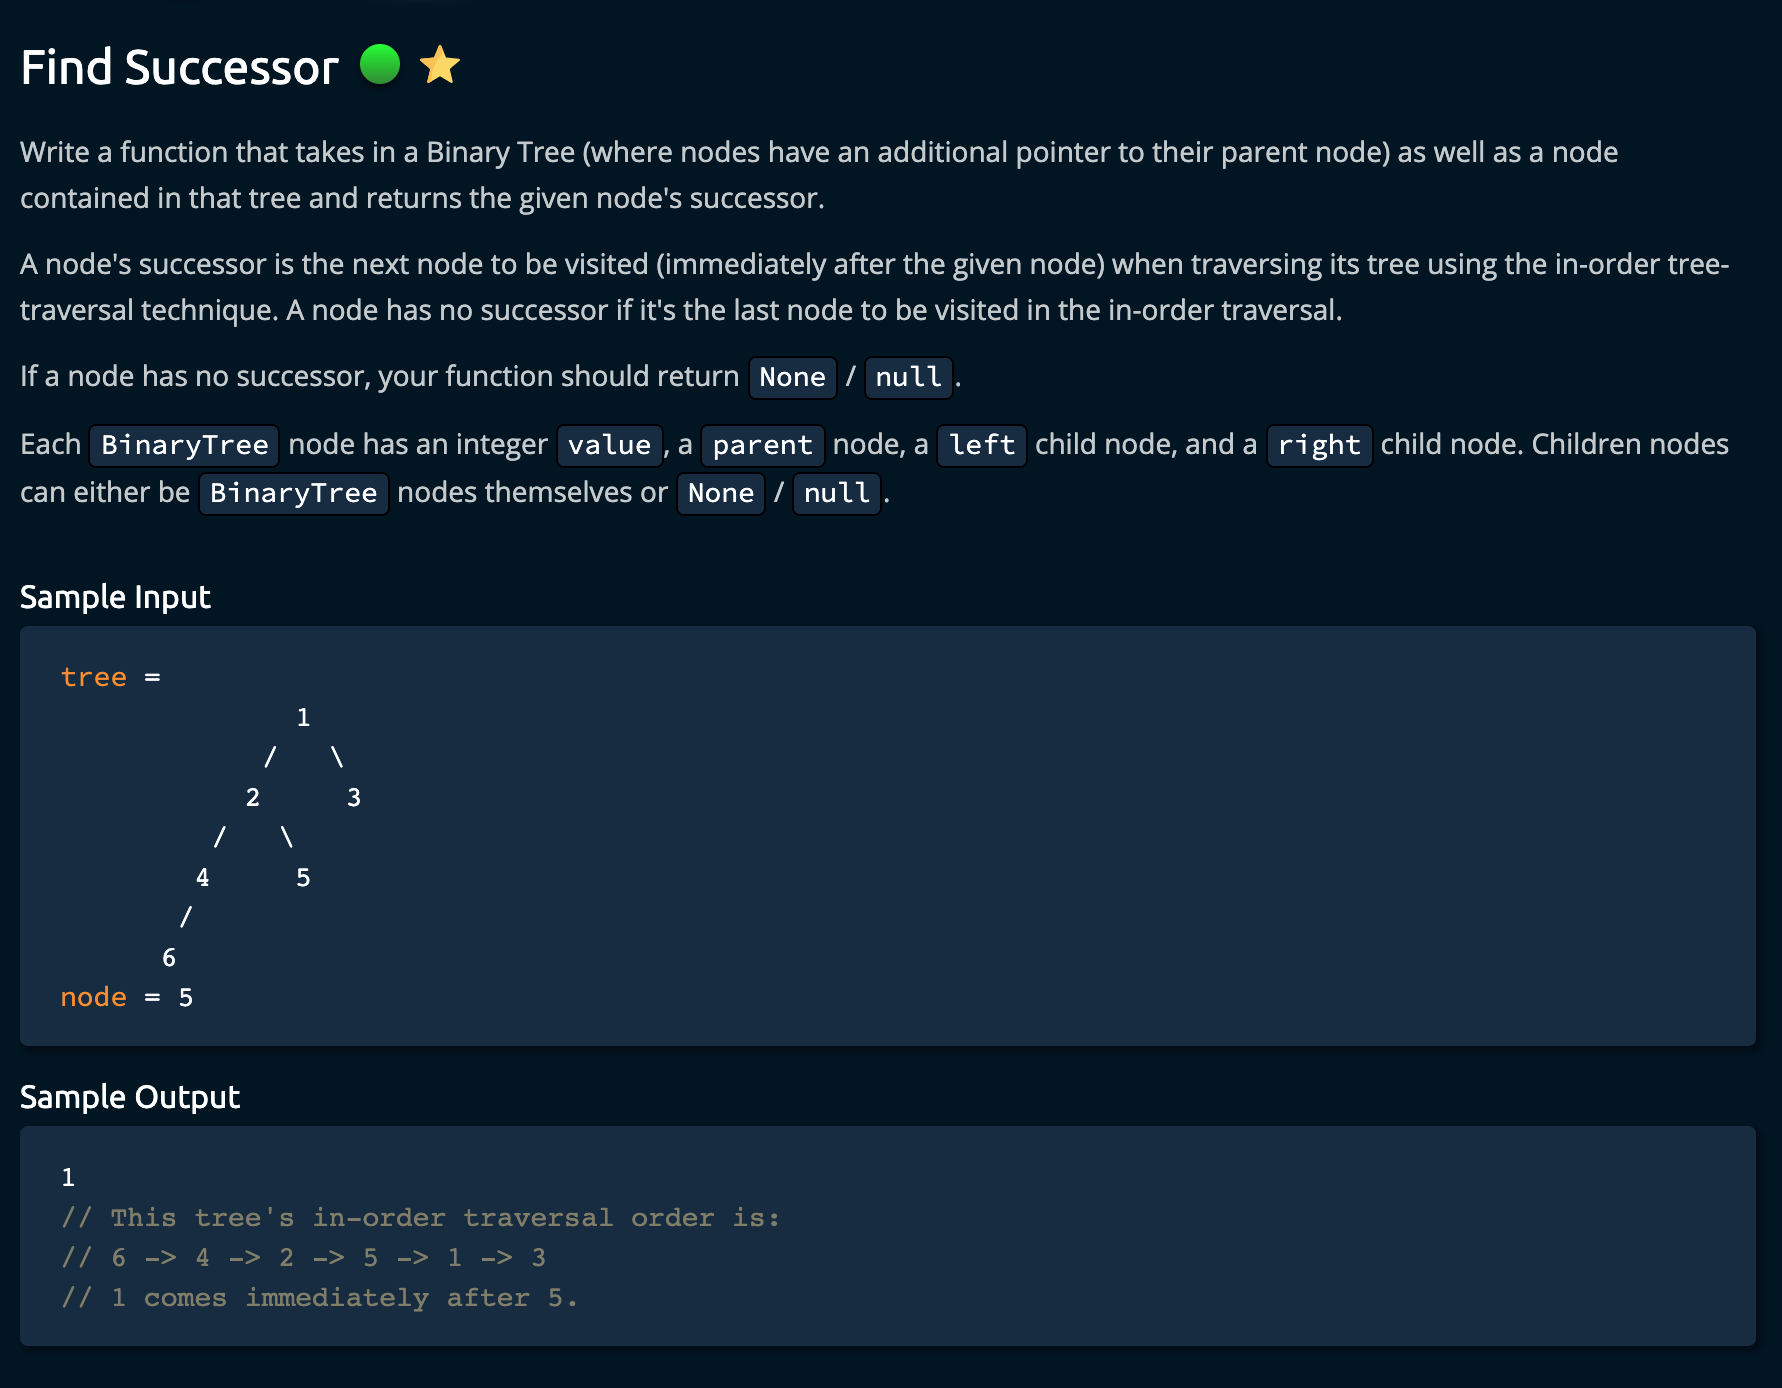 Find Successor
Write a function that takes in a Binary Tree (where nodes have an additional pointer to their parent node) as well as a node
contained in that tree and returns the given node's successor.
A node's successor is the next node to be visited (immediately after the given node) when traversing its tree using the in-order tree-
traversal technique. A node has no successor if it's the last node to be visited in the in-order traversal.
If a node has no successor, your function should return None / null.
Each BinaryTree node has an integer value, a parent node, a left child node, and a right child node. Children nodes
can either be BinaryTree nodes themselves or None / null.
Sample Input
tree =
              1
            /   \
           2     3
         /   \
        4     5
       /
      6
node = 5
Sample Output
1
// This tree's in-order traversal order is:
// 6 -> 4 -> 2 -> 5 -> 1 -> 3
// 1 comes immediately after 5.